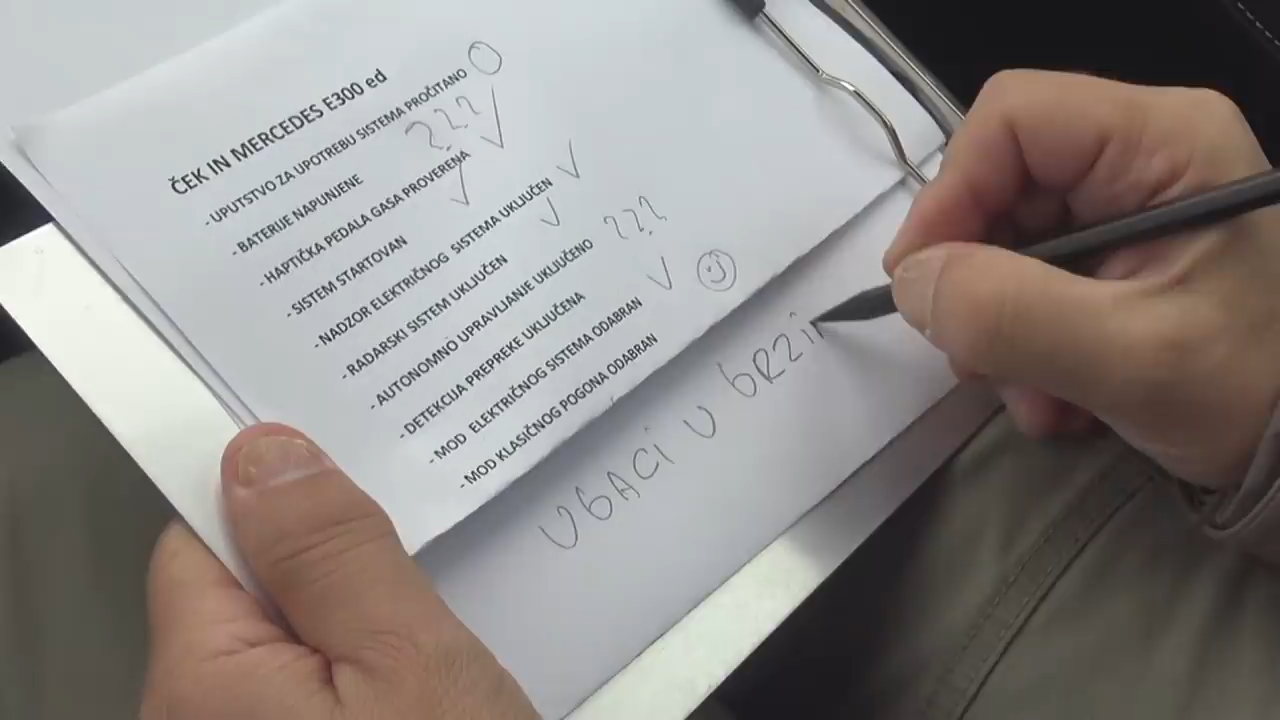 ČEK IN MERCEDES E300 ed
- UPUTSTVO ZA UPOTREBU SISTEMA PROČITANO
- BATERIJE NAPUNJENE ???
- HAPTIČKA PEDALA GASA PROVERENA
- SISTEM STARTOVAN
- NADZOR ELEKTRIČNOG SISTEMA UKLJUČEN
- RADARSKI SISTEM UKLJUČEN
- AUTONOMNO UPRAVLJANJE UKLJUČENO ???
- DETEKCIJA PREPREKE UKLJUČENA
- MOD ELEKTRIČNOG SISTEMA ODABRAN
- MOD KLASIČNOG POGONA ODABRAN
UBACI U BRZIN